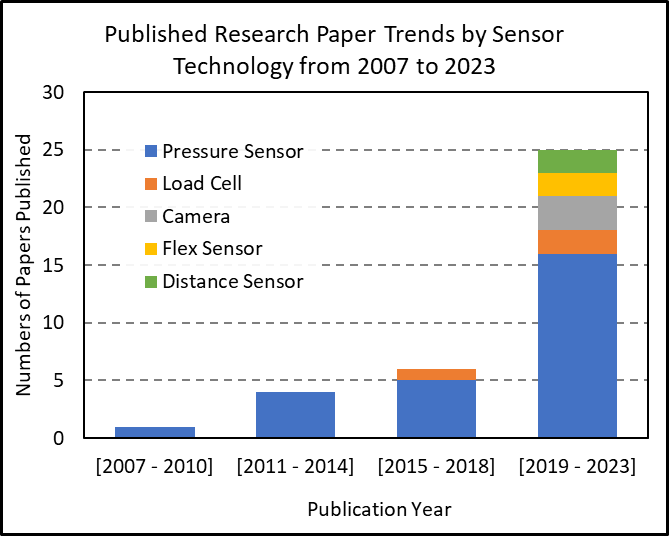 Published Research Paper Trends by Sensor
Technology from 2007 to 2023
Numbers of Papers Published
30
25
20
15
10
5
0
Pressure Sensor
Load Cell
Camera
Flex Sensor
Distance Sensor
[2007 - 2010] [2011 - 2014] [2015 - 2018] [2019 - 2023]
Publication Year